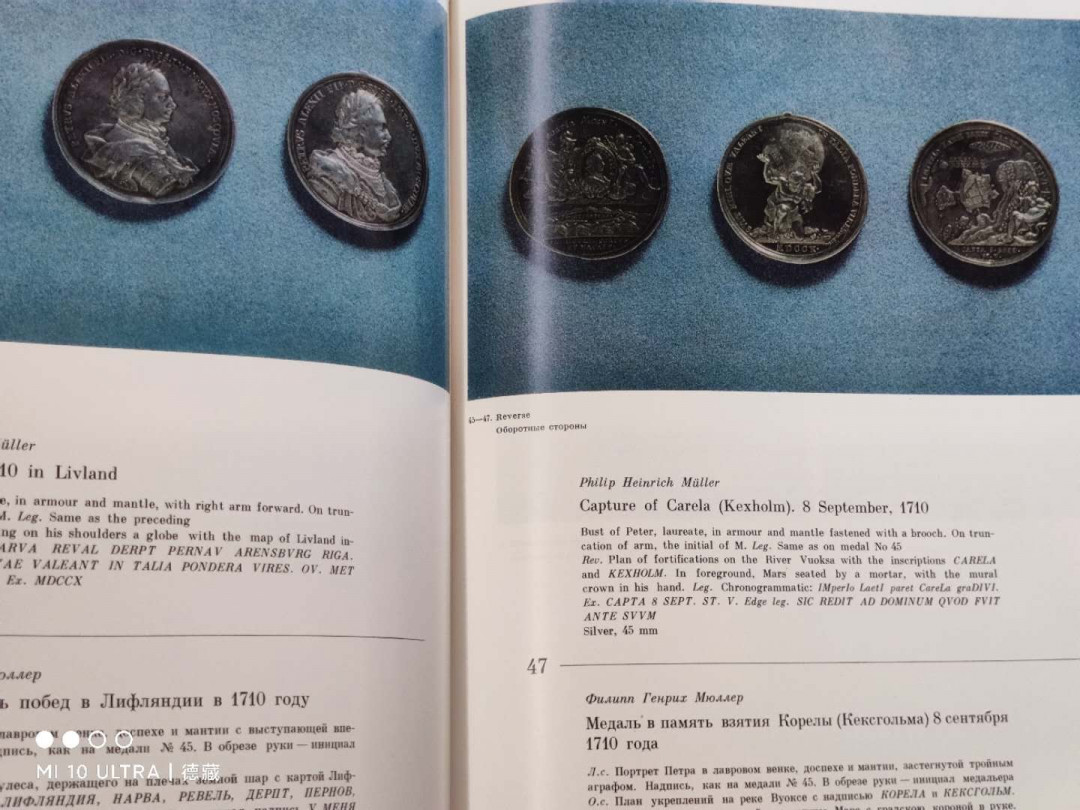 üller
10 in Livland
e, in armour and mantle, with right arm forward. On trun-
M. Leg. Same as the preceding
ng on his shoulders a globe with the map of Livland in-
ARVA REVAL DERPT PERNAV ARENSBVRG RIGA.
TAE VALEANT IN TALIA PONDERA VIRES. OV. MET
Ex. MDCCX
юллер
ь побед в Лифляндии в 1710 году
лавровом спехе и мантии с выступающей впе-
дпись, как на медали № 45. В обрезе руки — инициал
улеса, держащего на плечах земной шар с картой Лиф-
ЛИФЛЯНДИЯ, НАРВА, РЕВЕЛЬ, ДЕРПТ, ПЕРНОВ,
MI 10 ULTRA | 德藏
45—47. Reverse
Оборотные стороны
Philip Heinrich Müller
Capture of Carela (Kexholm). 8 September, 1710
Bust of Peter, laureate, in armour and mantle fastened with a brooch. On trun-
cation of arm, the initial of M. Leg. Same as on medal No 45
Rev. Plan of fortifications on the River Vuoksa with the inscriptions CARELA
and KEXHOLM. In foreground, Mars seated by a mortar, with the mural
crown in his hand. Leg. Chronogrammatic: IMperIo LaetI paret CareLa graDIVI.
Ex. CAPTA 8 SEPT. ST. V. Edge leg. SIC REDIT AD DOMINUM QVOD FVIT
ANTE SVVM
Silver, 45 mm
47
Филипп Генрих Мюллер
Медаль в память взятия Корелы (Кексгольма) 8 сентября
1710 года
Л.с. Портрет Петра в лавровом венке, доспехе и мантии, застегнутой тройным
аграфом. Надпись, как на медали № 45. В обрезе руки — инициал медальера
О.с. План укреплений на реке Вуоксе с надписью КОРЕЛА и КЕКСГОЛЬМ.